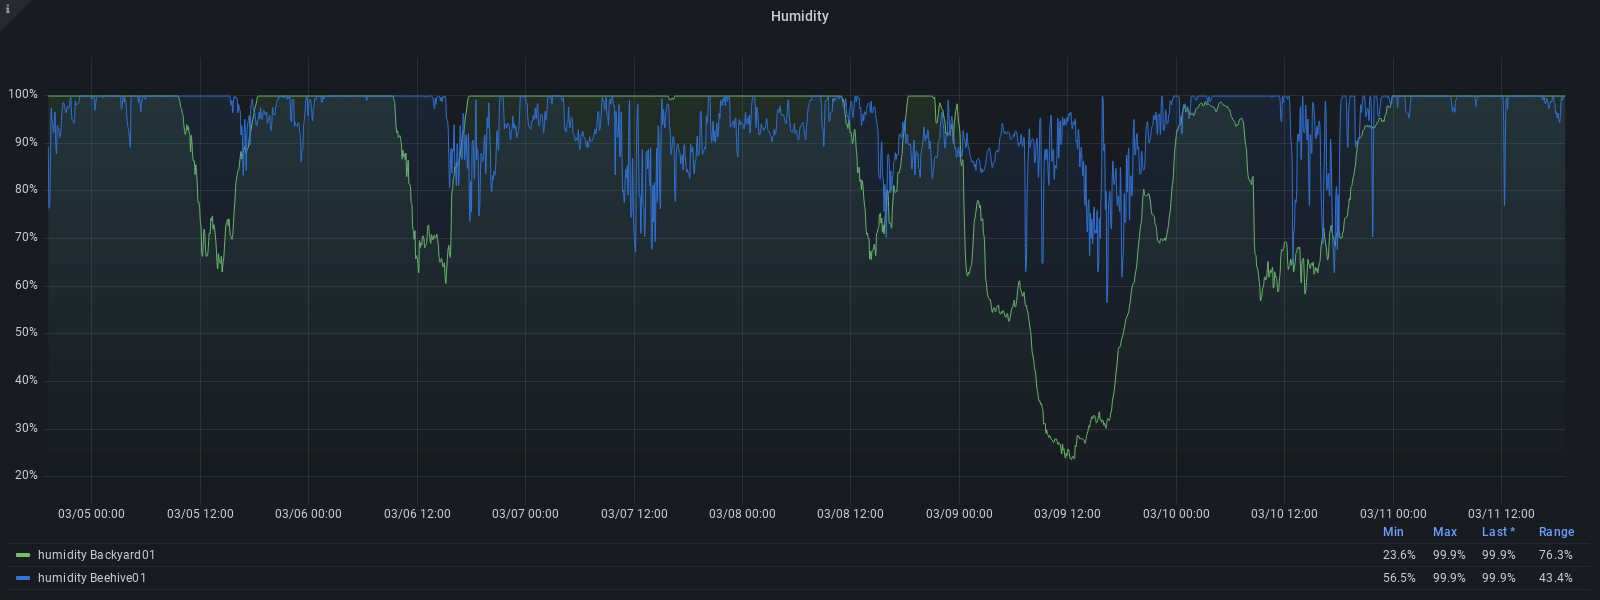 i
Humidity
100%
90%
80%
70%
60%
50%
40%
30%
20%
03/05 00:00 03/05 12:00 03/06 00:00 03/06 12:00 03/07 00:00 03/07 12:00 03/08 00:00 03/08 12:00 03/09 00:00 03/09 12:00 03/10 00:00 03/10 12:00 03/11 00:00 03/11 12:00
Min Max Last * Range
humidity Backyard01 23.6% 99.9% 99.9% 76.3%
humidity Beehive01 56.5% 99.9% 99.9% 43.4%